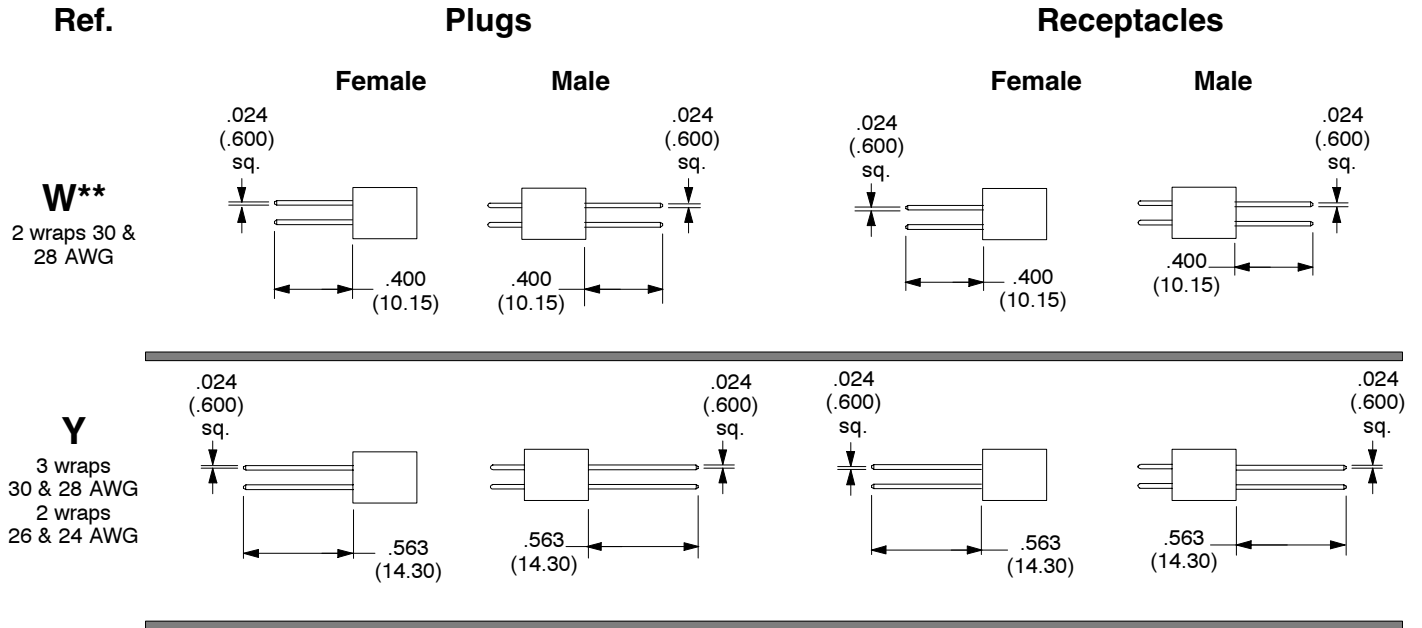 Ref.
Plugs
Receptacles
Female
Male
Female
Male
W**
2 wraps 30 &
28 AWG
.024
(.600)
sq.
.400
(10.15)
.024
(.600)
sq.
.400
(10.15)
.024
(.600)
sq.
.400
(10.15)
.024
(.600)
sq.
.400
(10.15)
Y
3 wraps
30 & 28 AWG
2 wraps
26 & 24 AWG
.024
(.600)
sq.
.563
(14.30)
.024
(.600)
sq.
.563
(14.30)
.024
(.600)
sq.
.563
(14.30)
.024
(.600)
sq.
.563
(14.30)